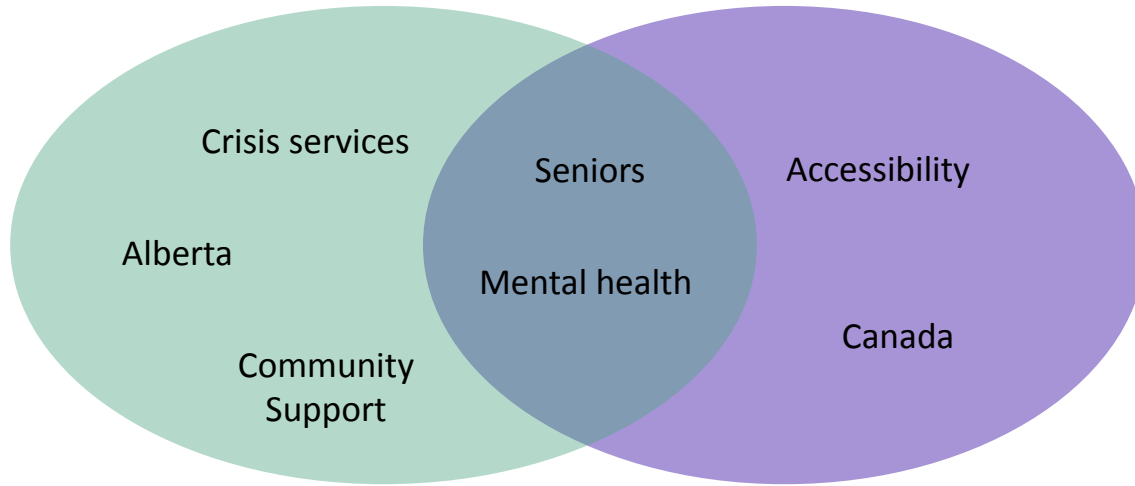 Crisis services
Alberta
Community
Support
Seniors
Mental health
Accessibility
Canada